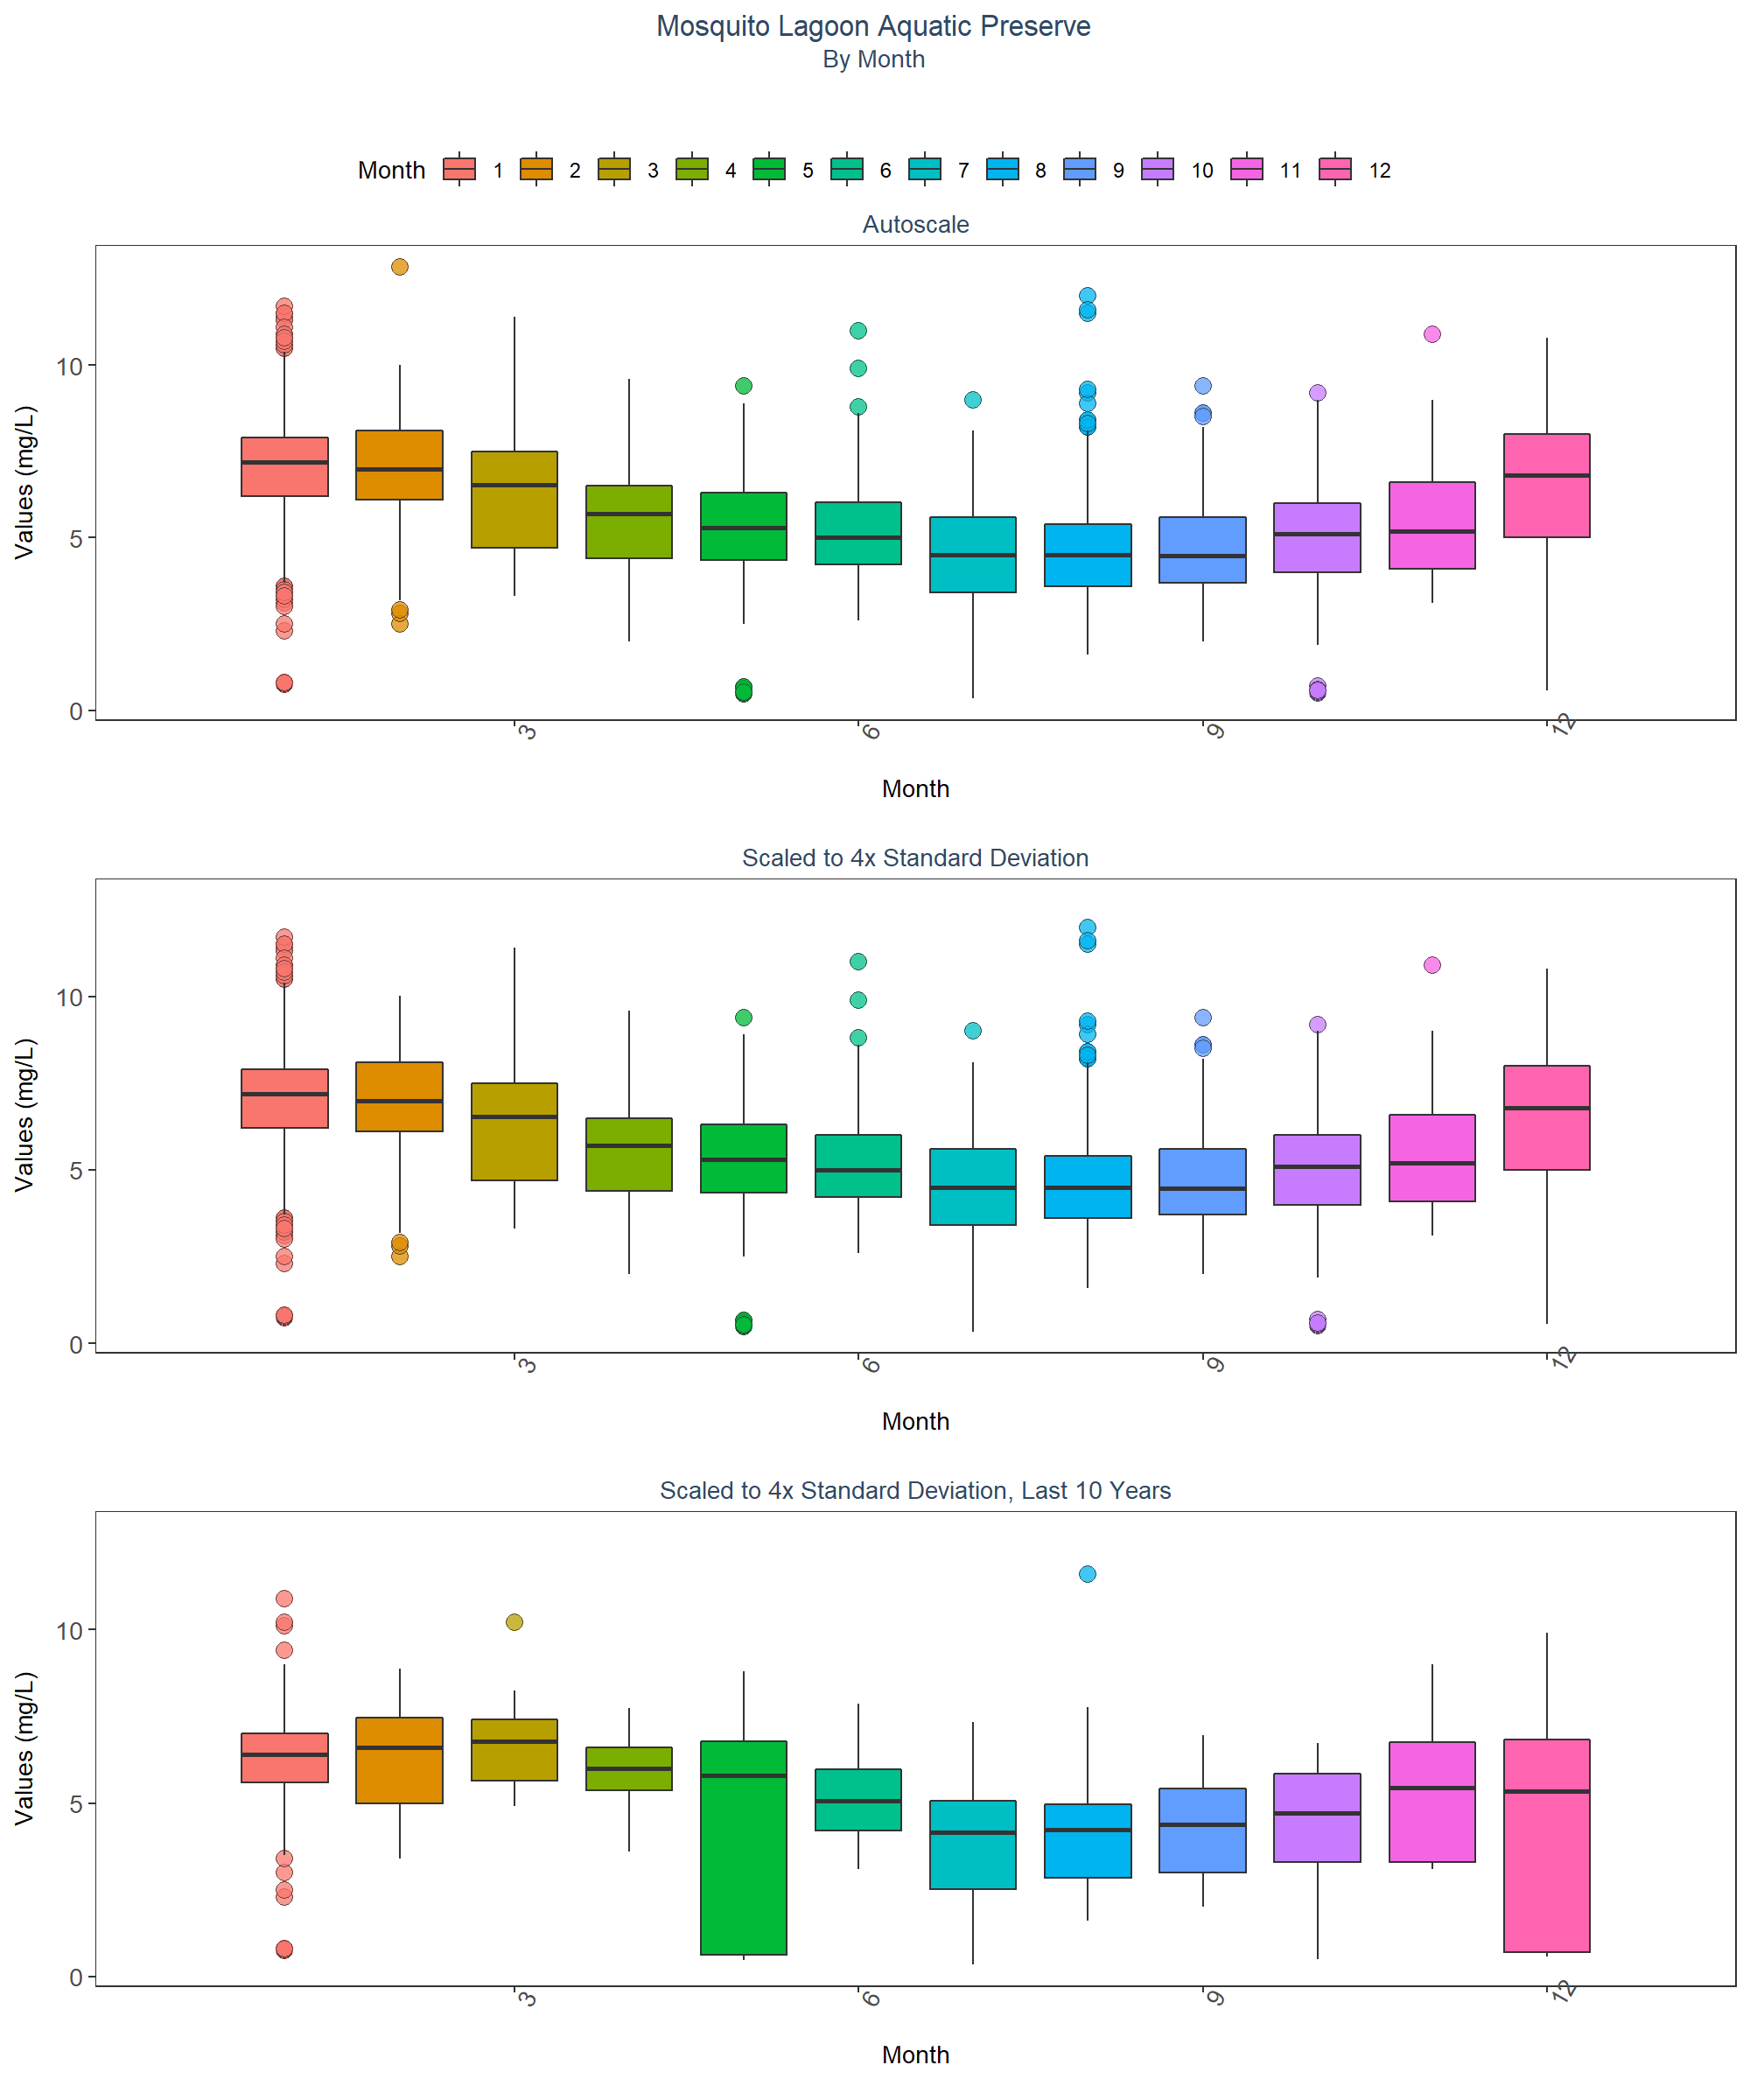 Mosquito Lagoon Aquatic Preserve
By Month
Month 1 2 3 4 5 6 7 8 9 10 11 12
Autoscale
Values (mg/L)
10
5
0
3 6 9 12
Month
Scaled to 4x Standard Deviation
Values (mg/L)
10
5
0
3 6 9 12
Month
Scaled to 4x Standard Deviation, Last 10 Years
Values (mg/L)
10
5
0
3 6 9 12
Month